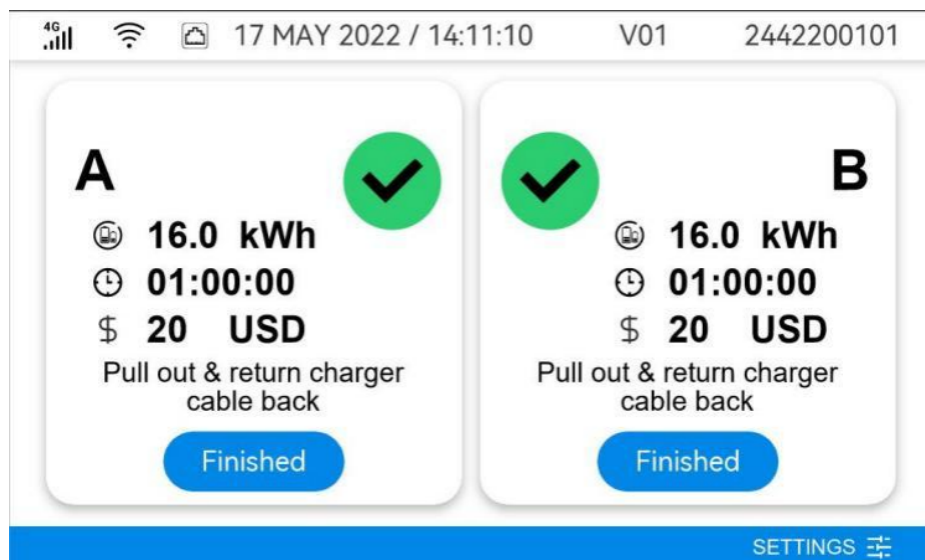 4G 17 MAY 2022 / 14:11:10 V01 2442200101
A
16.0 kWh
01:00:00
$ 20 USD
Pull out & return charger
cable back
Finished
B
16.0 kWh
01:00:00
$ 20 USD
Pull out & return charger
cable back
Finished
SETTINGS